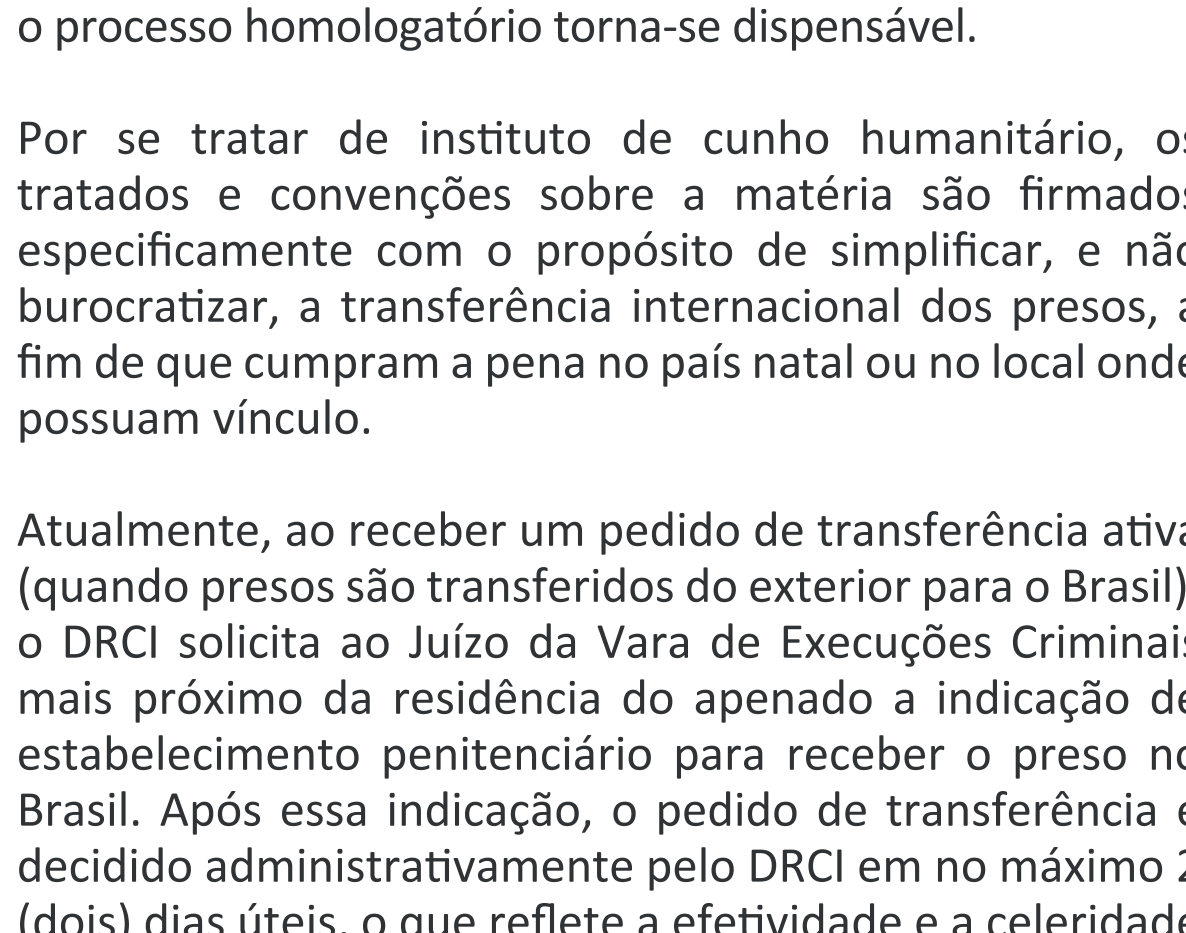 o processo homologatório torna-se dispensável.
Por se tratar de instituto de cunho humanitário, os
tratados e convenções sobre a matéria são firmados
especificamente com o propósito de simplificar, e não
burocratizar, a transferência internacional dos presos, a
fim de que cumpram a pena no país natal ou no local onde
possuam vínculo.
Atualmente, ao receber um pedido de transferência ativa
(quando presos são transferidos do exterior para o Brasil)
o DRCI solicita ao Juízo da Vara de Execuções Criminais
mais próximo da residência do apenado a indicação de
estabelecimento penitenciário para receber o preso no
Brasil. Após essa indicação, o pedido de transferência é
decidido administrativamente pelo DRCI em no máximo 2
(dois) dias úteis, o que reflete a efetividade e a celeridade